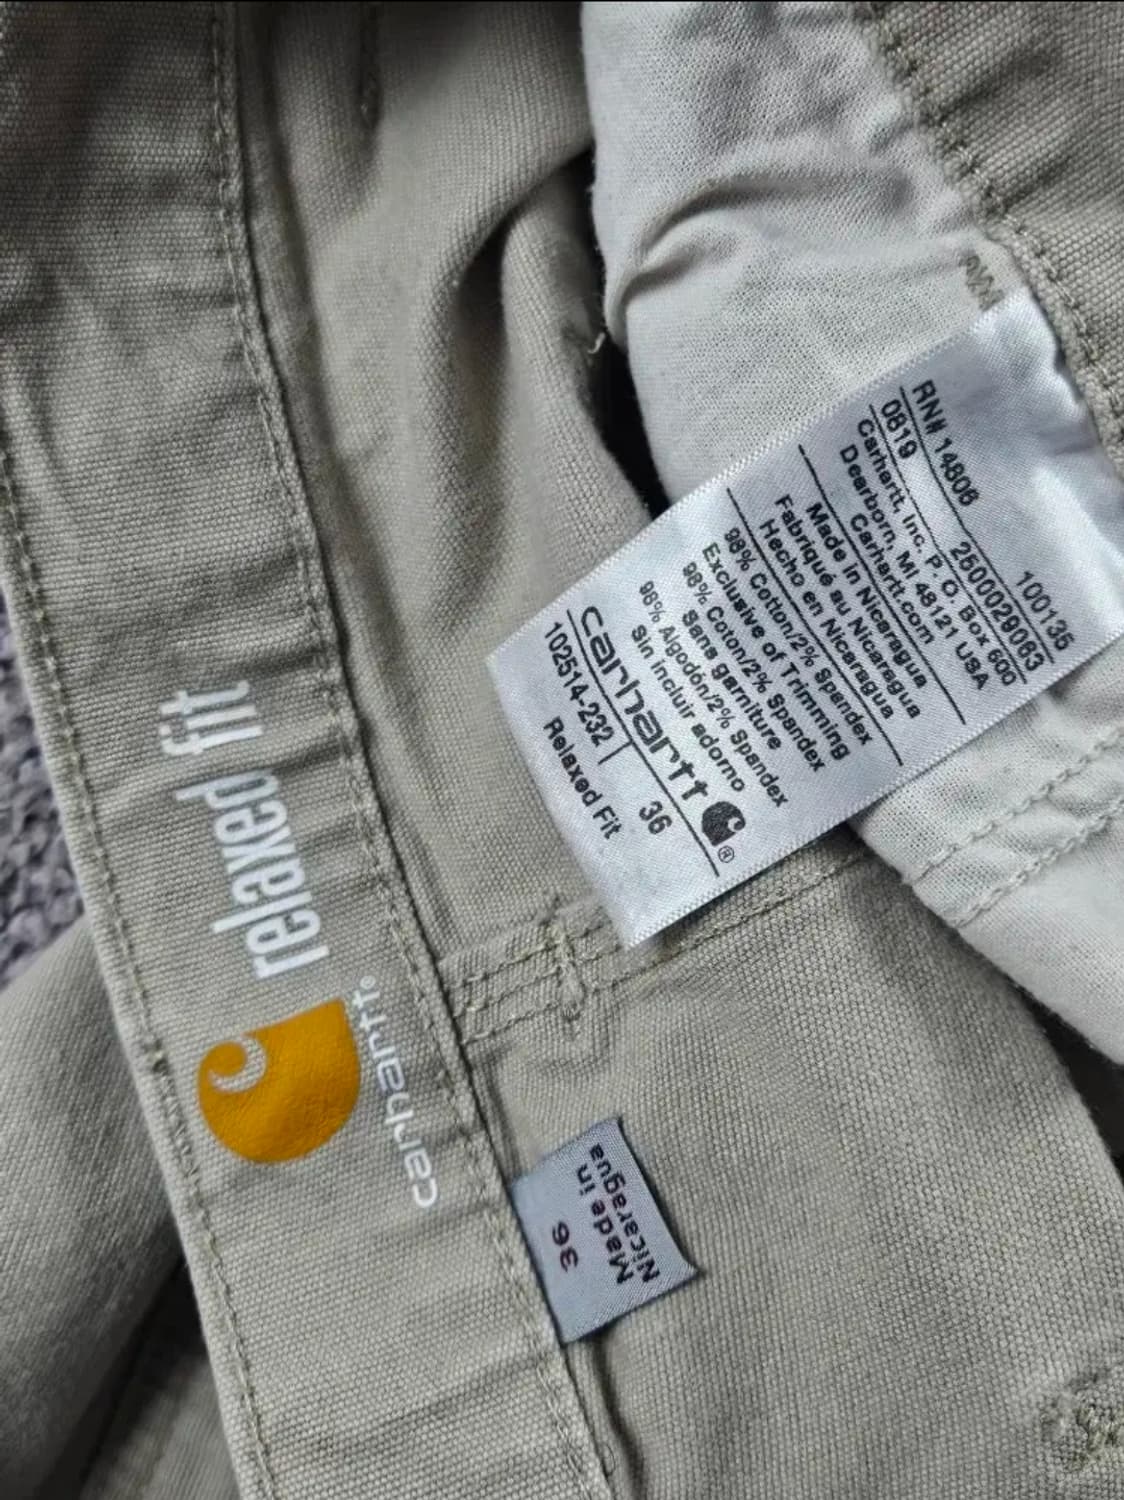 relaxed fit
carhartt®
carhartt®
102514-232 36
Relaxed Fit
98% Cotton/2% Spandex
Exclusive of Trimming
98% Coton/2% Spandex
Sans garniture
98% Algodón/2% Spandex
Sin incluir adorno
Made in Nicaragua
Fabriqué au Nicaragua
Hecho en Nicaragua
Carhartt, Inc. P.O. Box 600
Dearborn, MI 48121 USA
Carhartt.com
0819 2500029083
RN# 14806 100135
36
Made in
Nicaragua